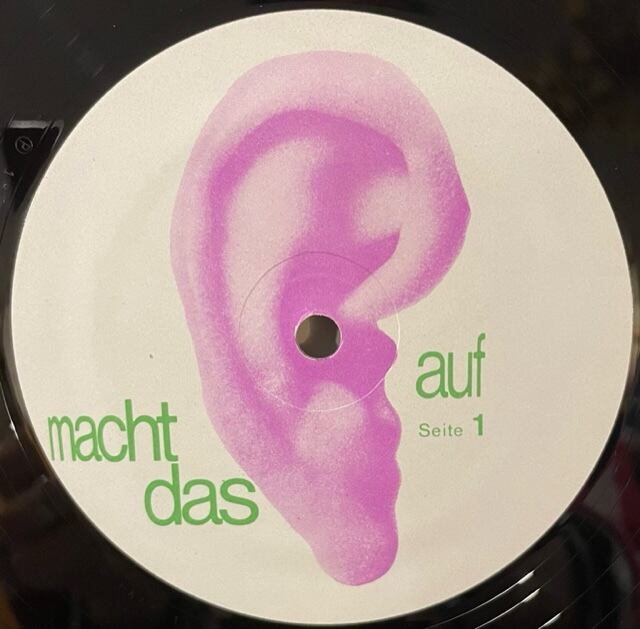 macht
das
auf
Seite 1
℗